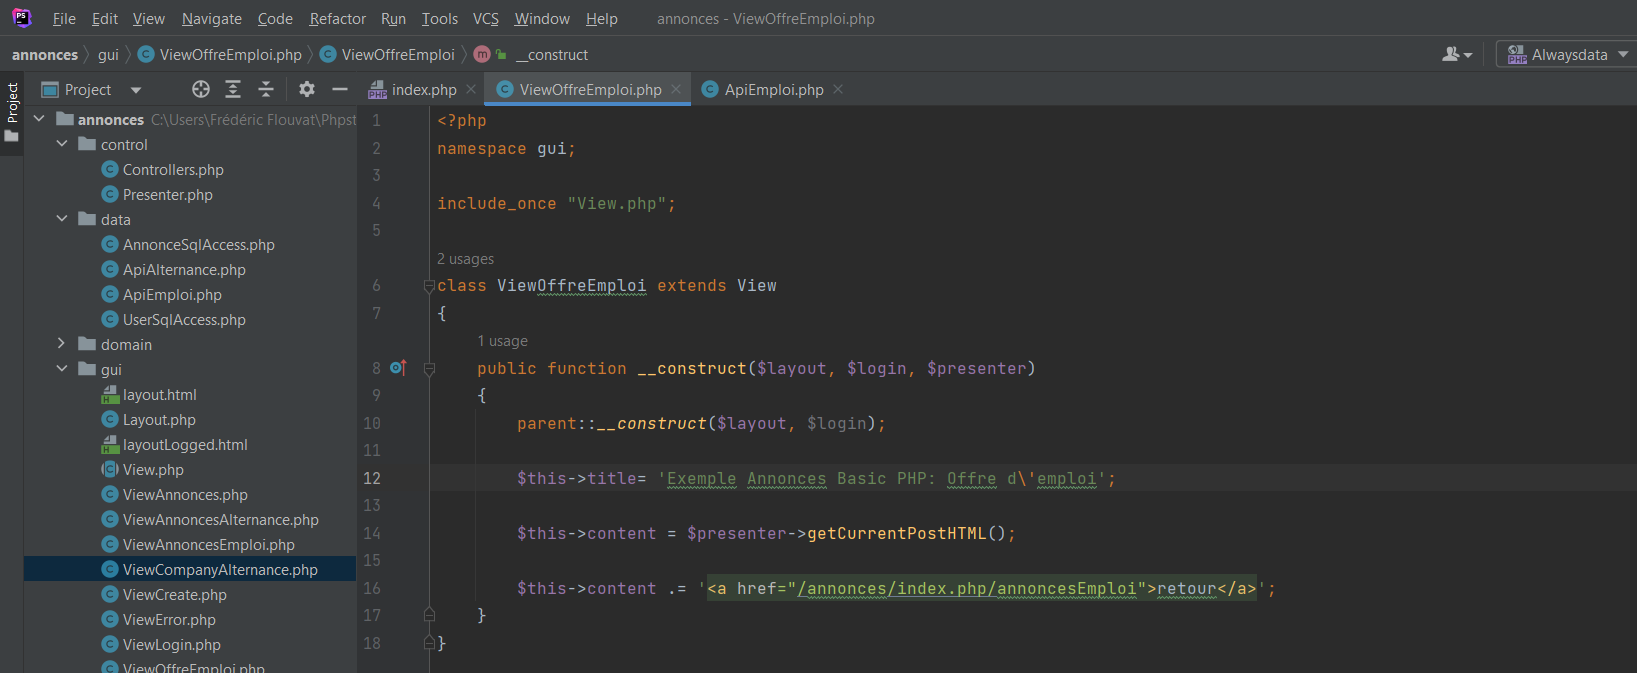 PS File Edit View Navigate Code Refactor Run Tools VCS Window Help annonces - ViewOffreEmploi.php
annonces gui C ViewOffreEmploi.php C ViewOffreEmploi m __construct PHP Alwaysdata
Project
Project
PHP index.php C ViewOffreEmploi.php C ApiEmploi.php
annonces C:\Users\Frédéric Flouvat\Phpst
control
C Controllers.php
C Presenter.php
data
C AnnonceSqlAccess.php
C ApiAlternance.php
C ApiEmploi.php
C UserSqlAccess.php
domain
gui
H layout.html
C Layout.php
H layoutLogged.html
C View.php
C ViewAnnonces.php
C ViewAnnoncesAlternance.php
C ViewAnnoncesEmploi.php
C ViewCompanyAlternance.php
C ViewCreate.php
C ViewError.php
C ViewLogin.php
C ViewOffreEmploi.php
1 <?php
2 namespace gui;
3
4 include_once "View.php";
5
2 usages
6 class ViewOffreEmploi extends View
7 {
1 usage
8 public function __construct($layout, $login, $presenter)
9 {
10 parent::__construct($layout, $login);
11
12 $this->title= 'Exemple Annonces Basic PHP: Offre d\'emploi';
13
14 $this->content = $presenter->getCurrentPostHTML();
15
16 $this->content .= '<a href="/annonces/index.php/annoncesEmploi">retour</a>';
17 }
18 }